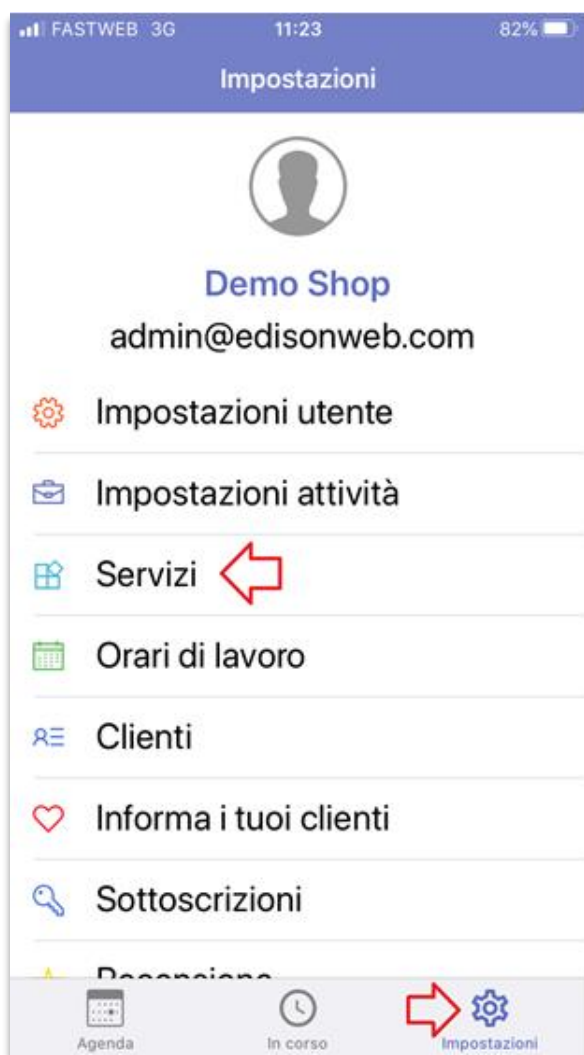 FASTWEB 3G 11:23 82%
Impostazioni
Demo Shop
admin@edisonweb.com
Impostazioni utente
Impostazioni attività
Servizi
Orari di lavoro
Clienti
Informa i tuoi clienti
Sottoscrizioni
Recensione
Agenda In corso Impostazioni